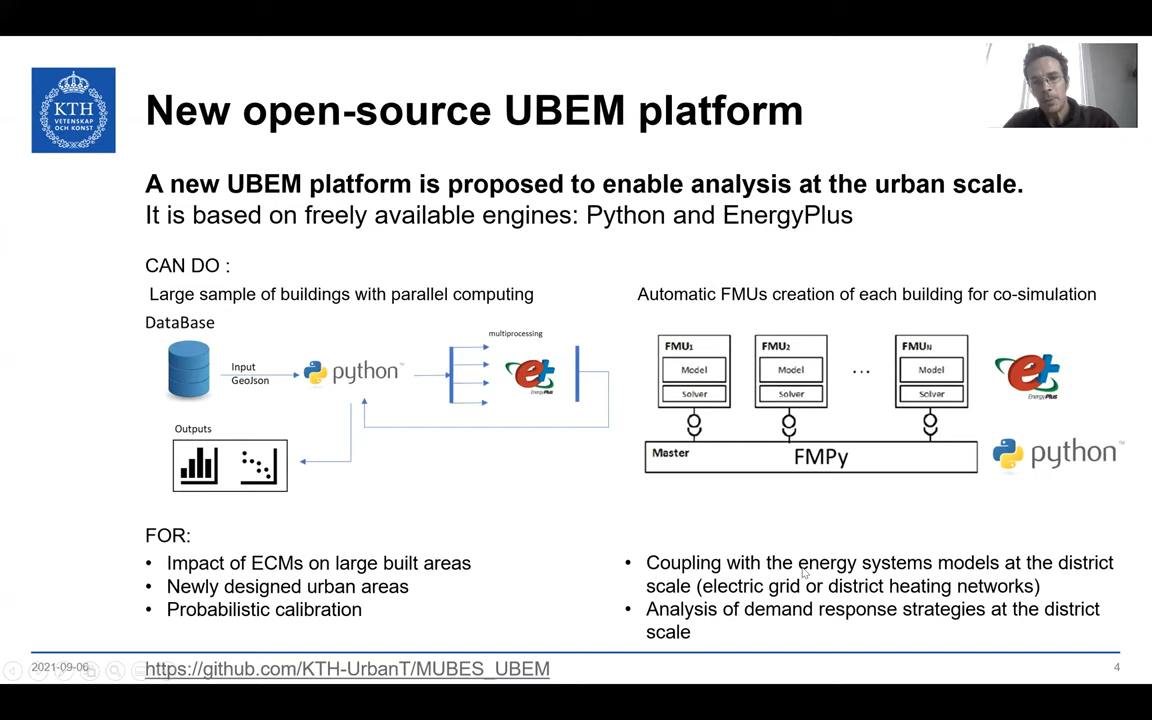 KTH
VETENSKAP
OCH KONST
New open-source UBEM platform
A new UBEM platform is proposed to enable analysis at the urban scale.
It is based on freely available engines: Python and EnergyPlus
CAN DO :
Large sample of buildings with parallel computing
DataBase
Input
GeoJson
python™
multiprocessing
et
EnergyPlus
Outputs
Automatic FMUs creation of each building for co-simulation
FMU1
Model
Solver
FMU2
Model
Solver
...
FMUN
Model
Solver
et
EnergyPlus
Master
FMPy
python™
FOR:
• Impact of ECMs on large built areas
• Newly designed urban areas
• Probabilistic calibration
• Coupling with the energy systems models at the district
scale (electric grid or district heating networks)
• Analysis of demand response strategies at the district
scale
2021-09-06
https://github.com/KTH-UrbanT/MUBES_UBEM
4